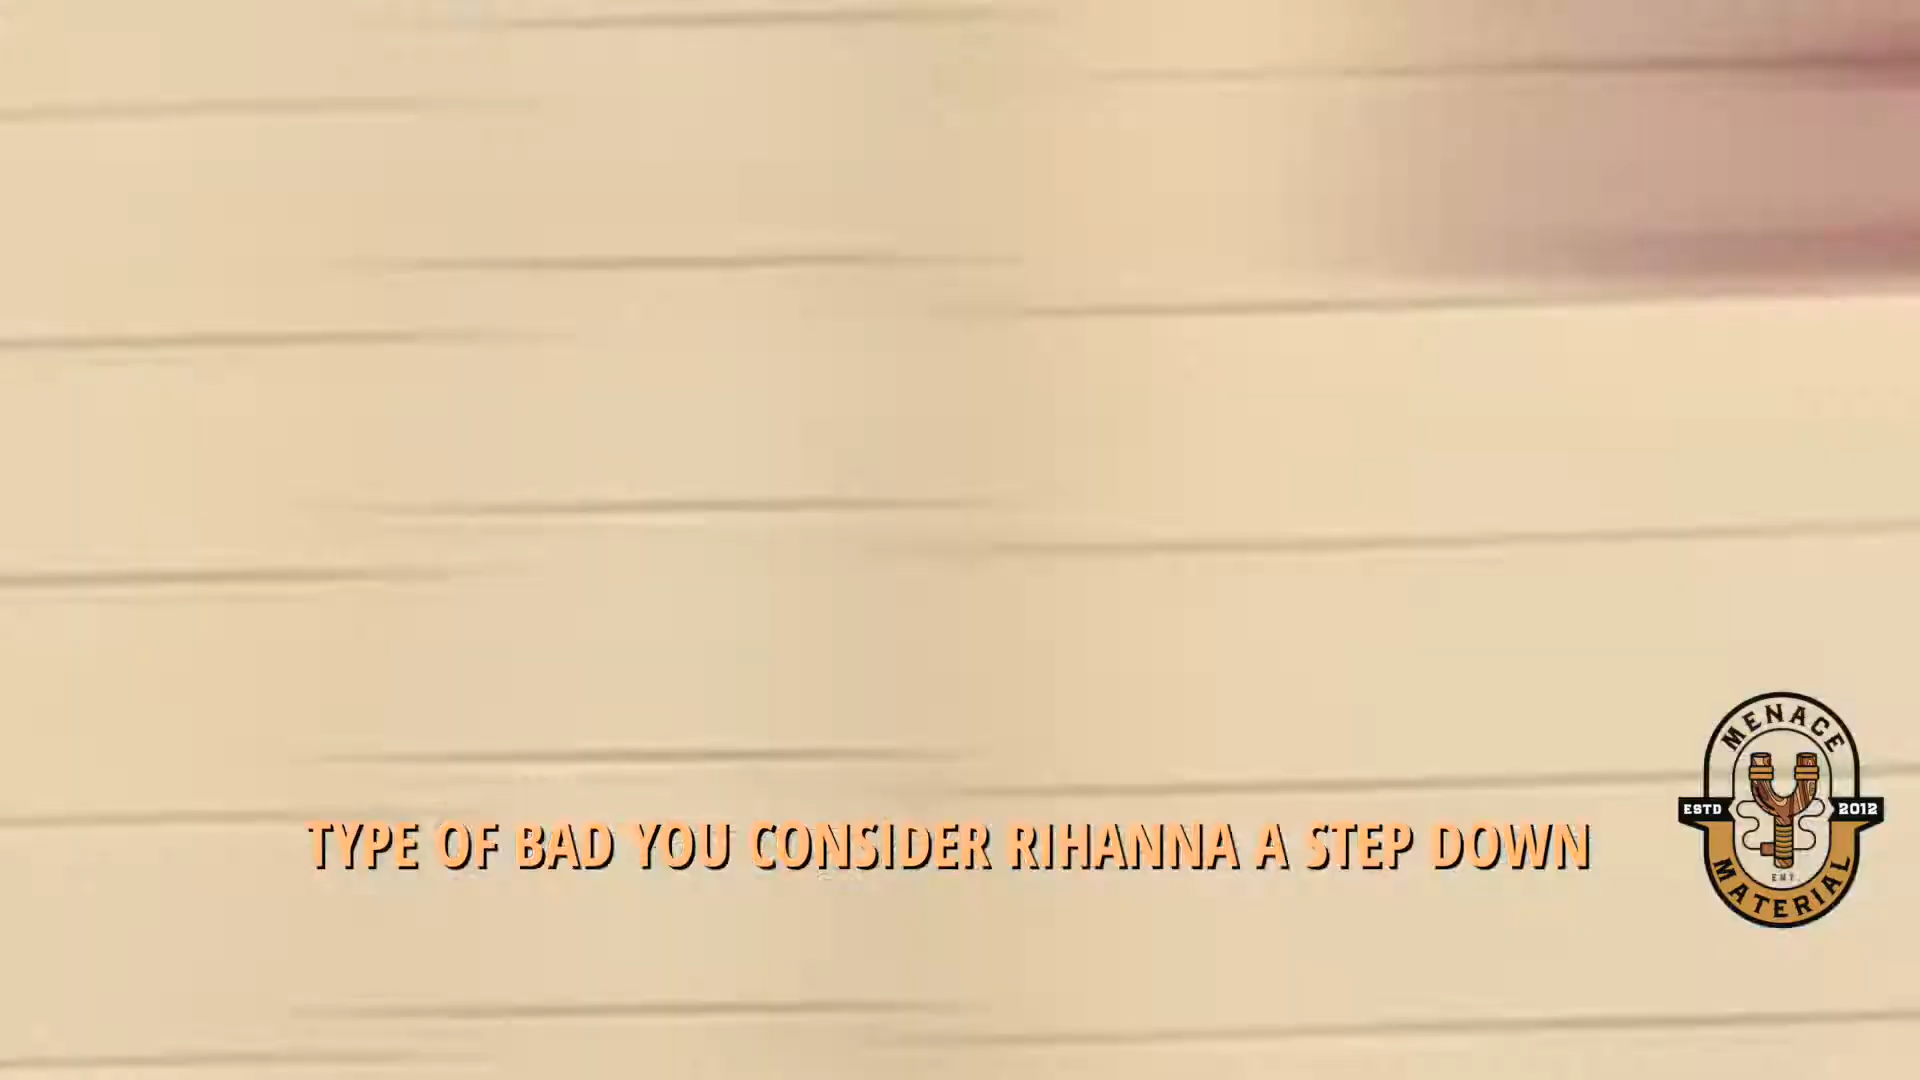 TYPE OF BAD YOU CONSIDER RIHANNA A STEP DOWN
MENACE
ESTD 2012
ENT.
MATERIAL